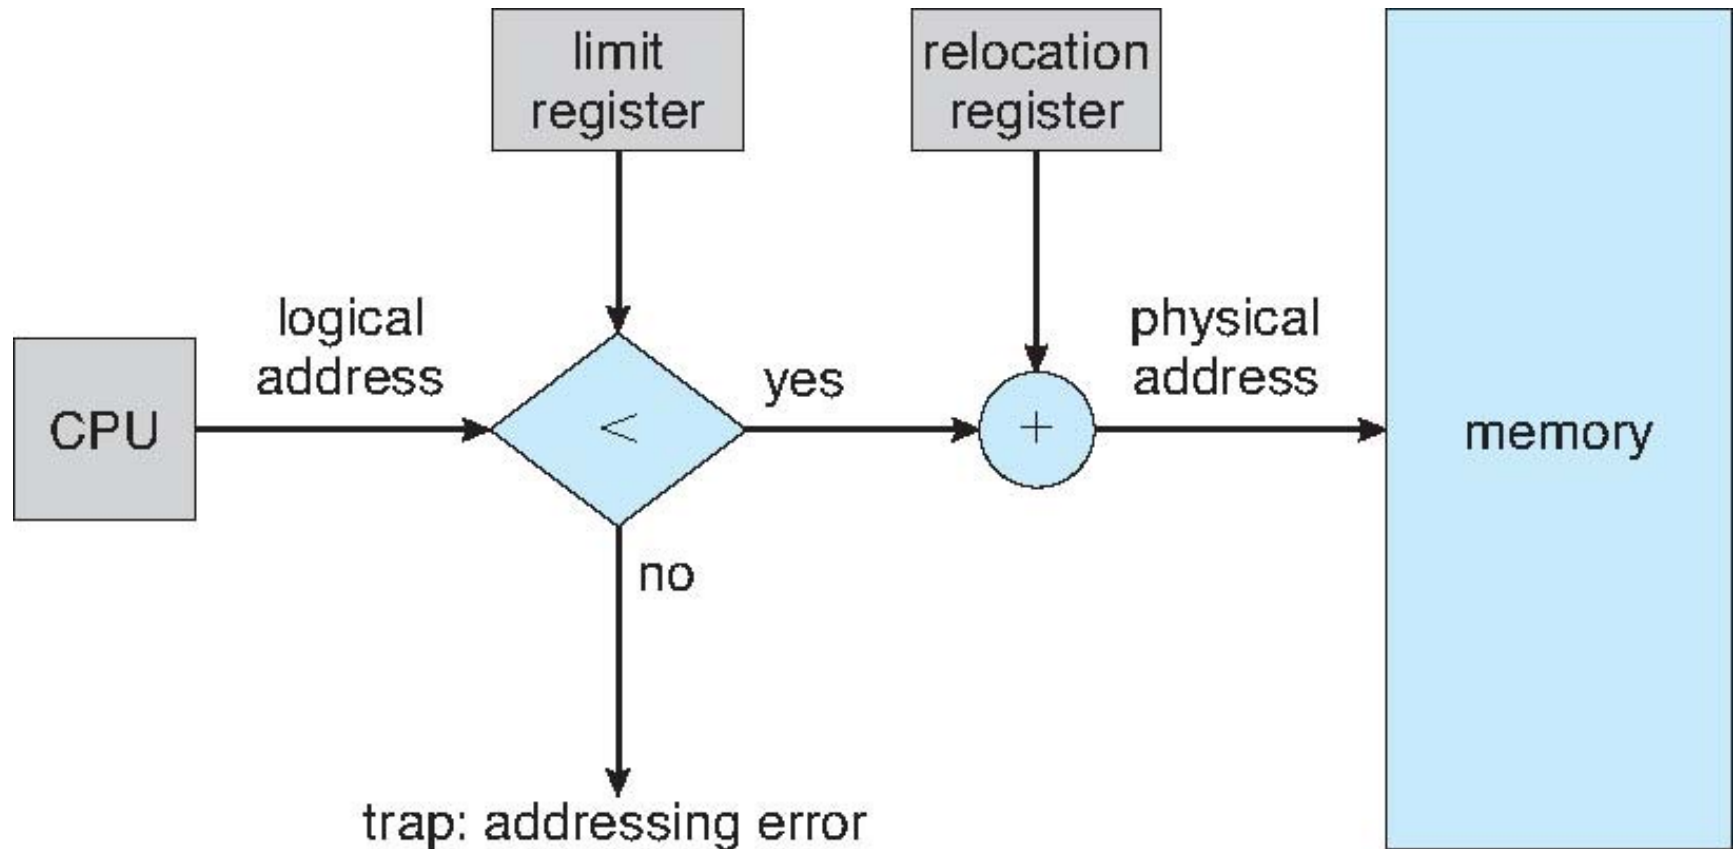 limit
register
relocation
register
logical
address
yes
physical
address
CPU
<
+
memory
no
trap: addressing error